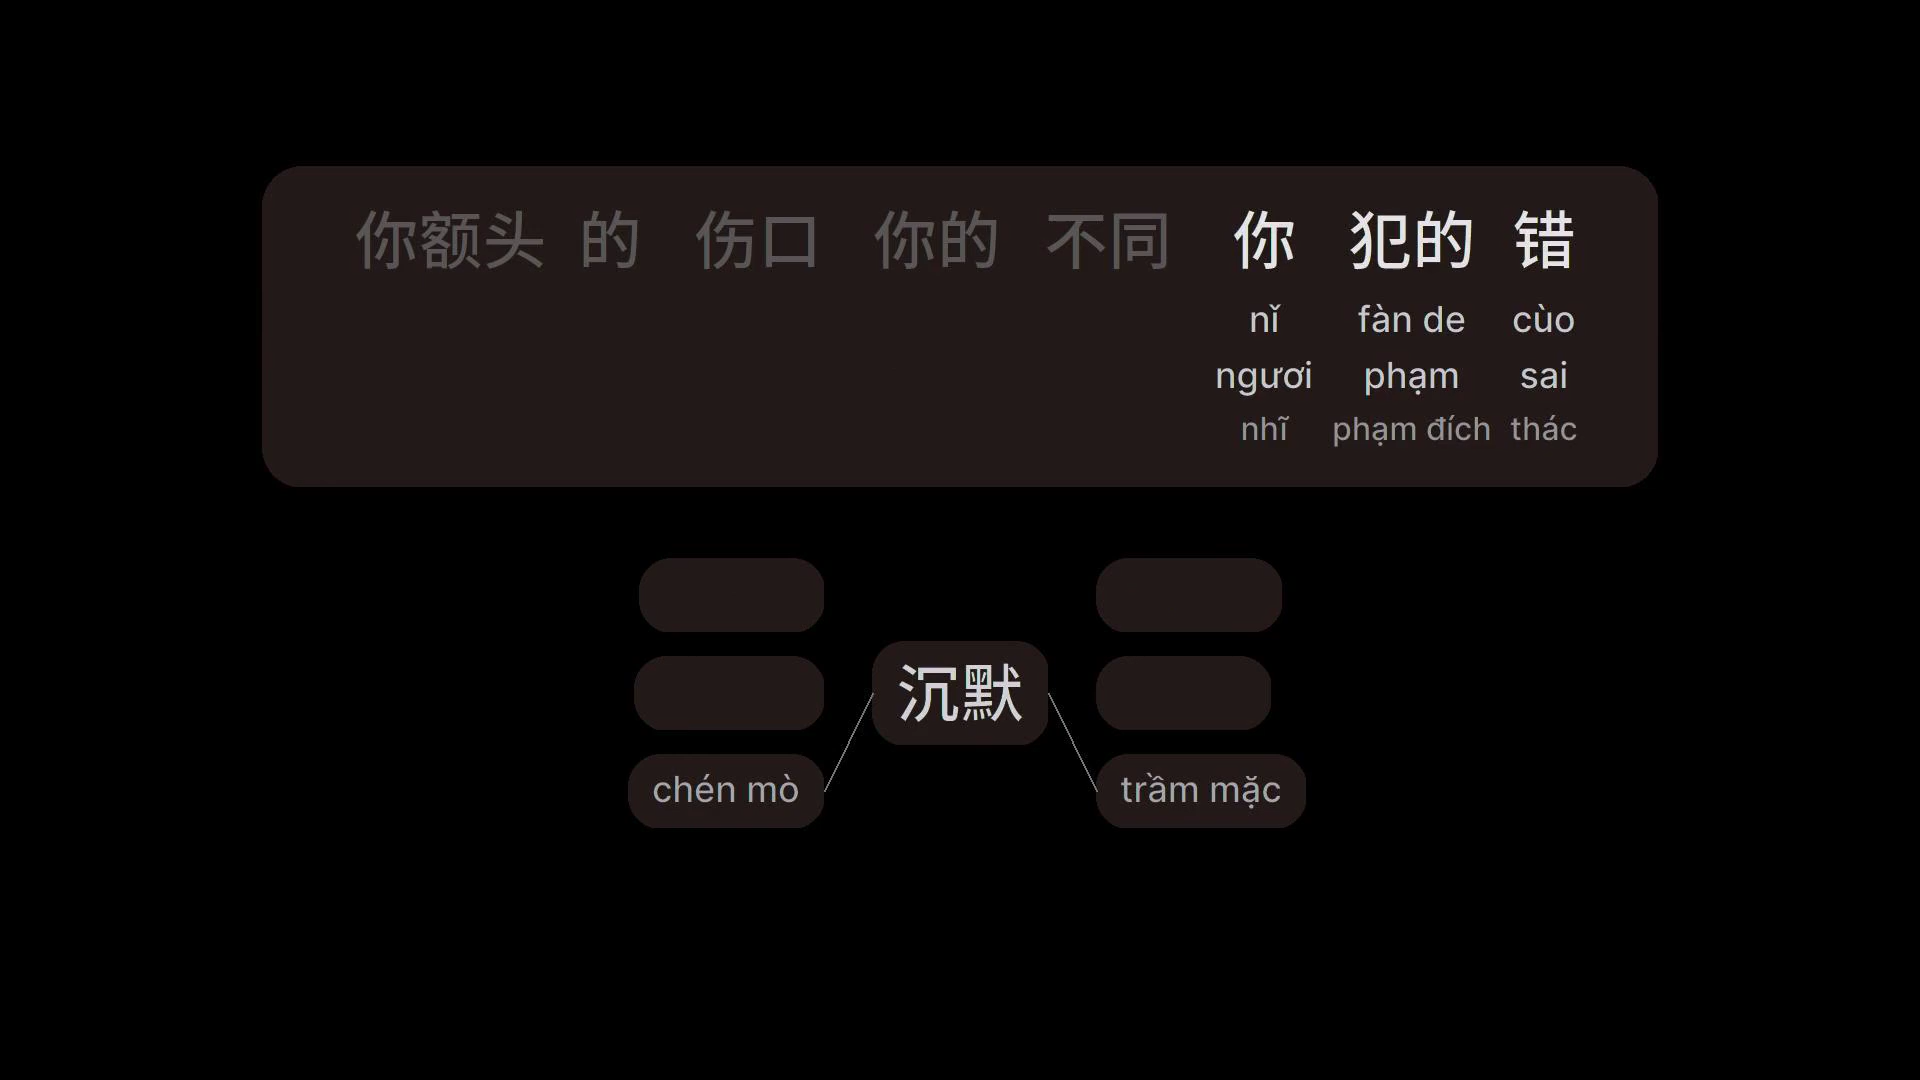 你额头 的 伤口 你的 不同 你 犯的 错
nǐ fàn de cùo
ngươi phạm sai
nhĩ phạm đích thác
沉默
chén mò trầm mặc